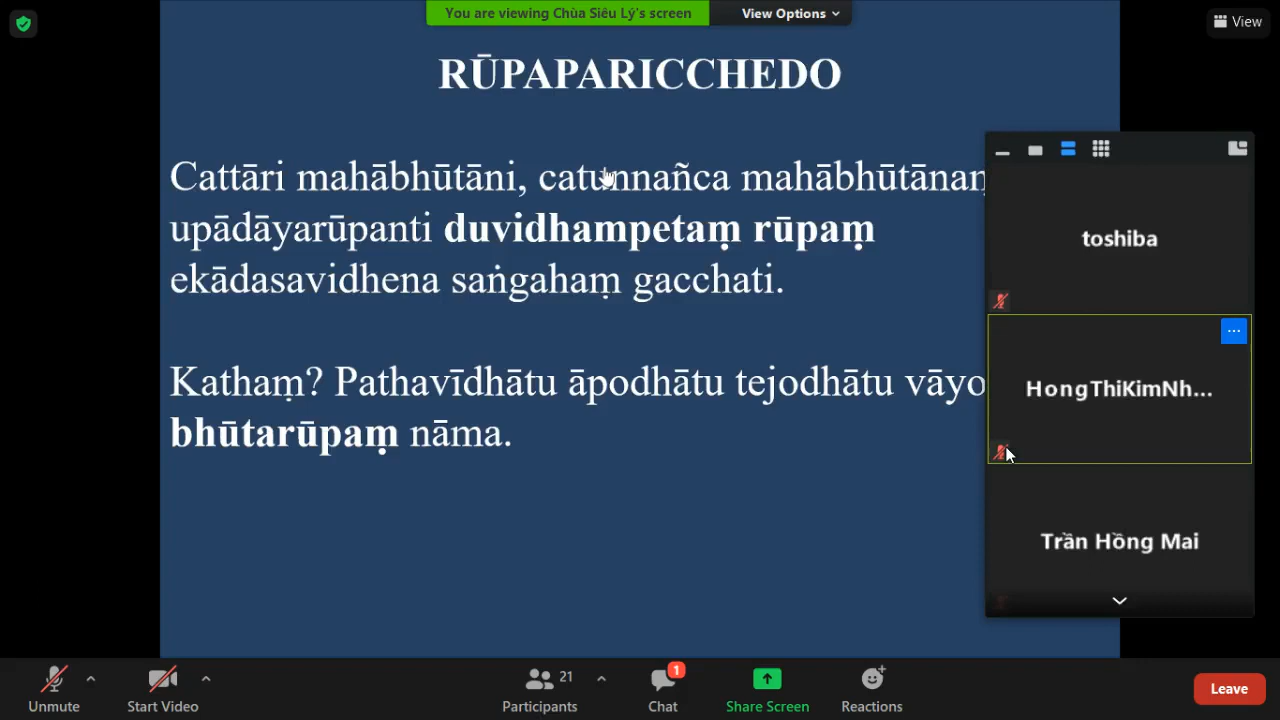 You are viewing Chùa Siêu Lý's screen
View Options
View
RŪPAPARICCHEDO
Cattāri mahābhūtāni, catunnañca mahābhūtānaṃ
upādāyarūpanti duvidhampetaṃ rūpaṃ
ekādasavidhena saṅgahaṃ gacchati.
Kathaṃ? Pathavīdhātu āpodhātu tejodhātu vāyo
bhūtarūpaṃ nāma.
toshiba
HongThiKimNh...
Trần Hồng Mai
Unmute
Start Video
21
Participants
1
Chat
Share Screen
Reactions
Leave